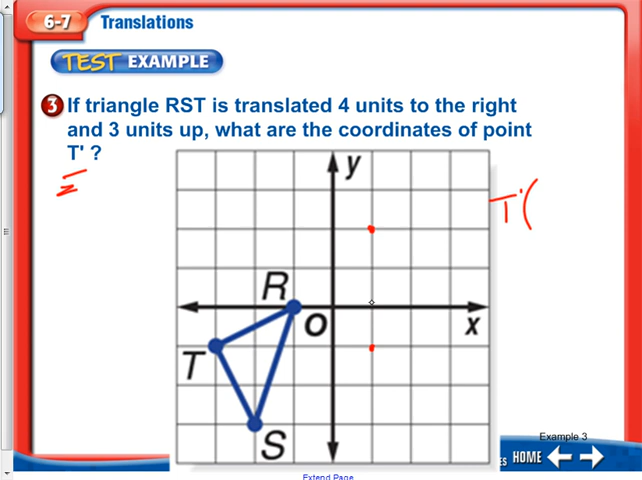 6-7 Translations
TEST EXAMPLE
3 If triangle RST is translated 4 units to the right
and 3 units up, what are the coordinates of point
T' ?
y
T'(
R
O
x
T
S
Example 3
ES HOME
Extend Page